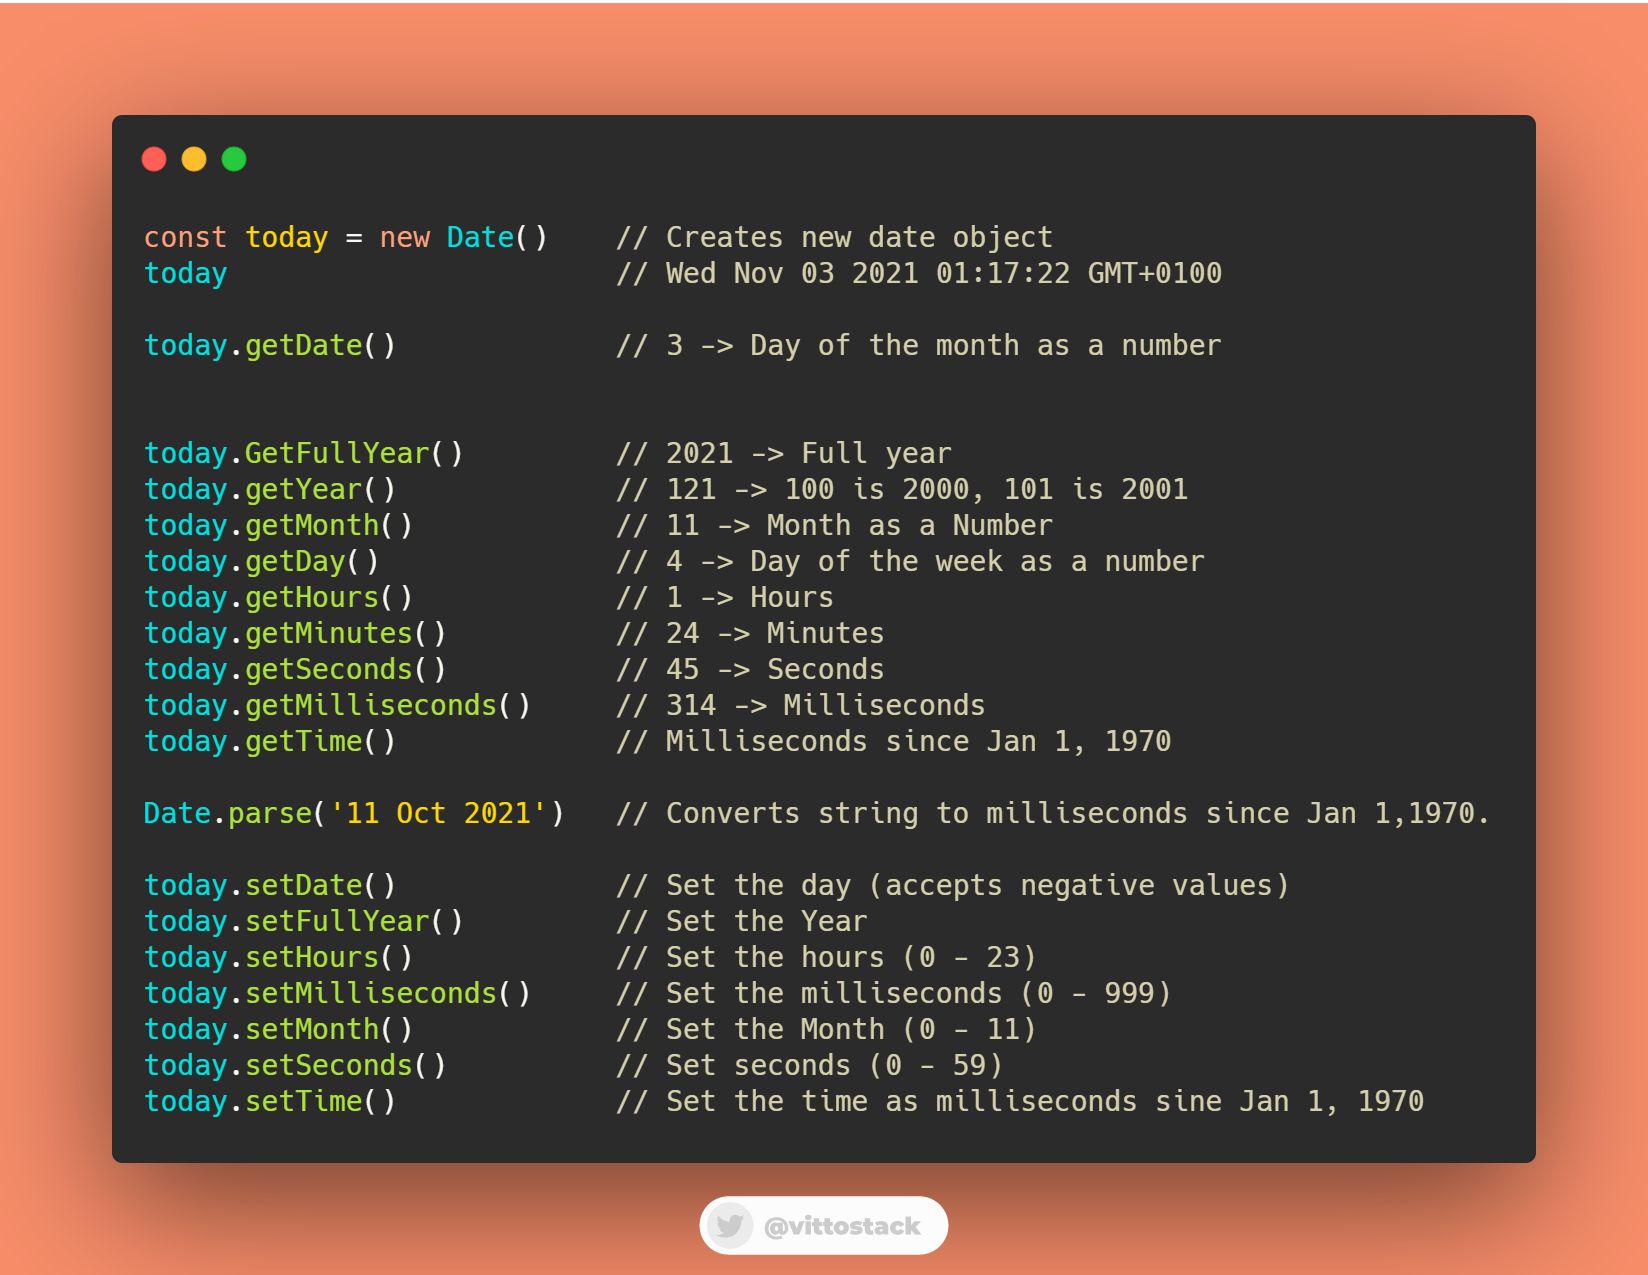 const today = new Date()    // Creates new date object
today                       // Wed Nov 03 2021 01:17:22 GMT+0100
today.getDate()             // 3 -> Day of the month as a number
today.GetFullYear()         // 2021 -> Full year
today.getYear()             // 121 -> 100 is 2000, 101 is 2001
today.getMonth()            // 11 -> Month as a Number
today.getDay()              // 4 -> Day of the week as a number
today.getHours()            // 1 -> Hours
today.getMinutes()          // 24 -> Minutes
today.getSeconds()          // 45 -> Seconds
today.getMilliseconds()     // 314 -> Milliseconds
today.getTime()             // Milliseconds since Jan 1, 1970
Date.parse('11 Oct 2021')   // Converts string to milliseconds since Jan 1,1970.
today.setDate()             // Set the day (accepts negative values)
today.setFullYear()         // Set the Year
today.setHours()            // Set the hours (0 - 23)
today.setMilliseconds()     // Set the milliseconds (0 - 999)
today.setMonth()            // Set the Month (0 - 11)
today.setSeconds()          // Set seconds (0 - 59)
today.setTime()             // Set the time as milliseconds sine Jan 1, 1970
@vittostack